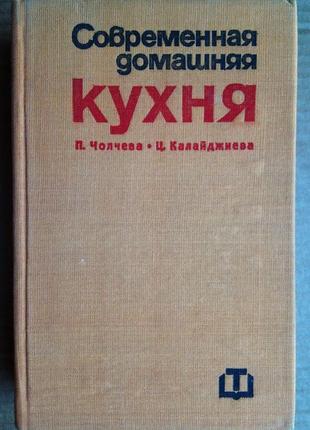 Современная
домашняя
кухня
П. Чолчева • Ц. Калайджиева
Т